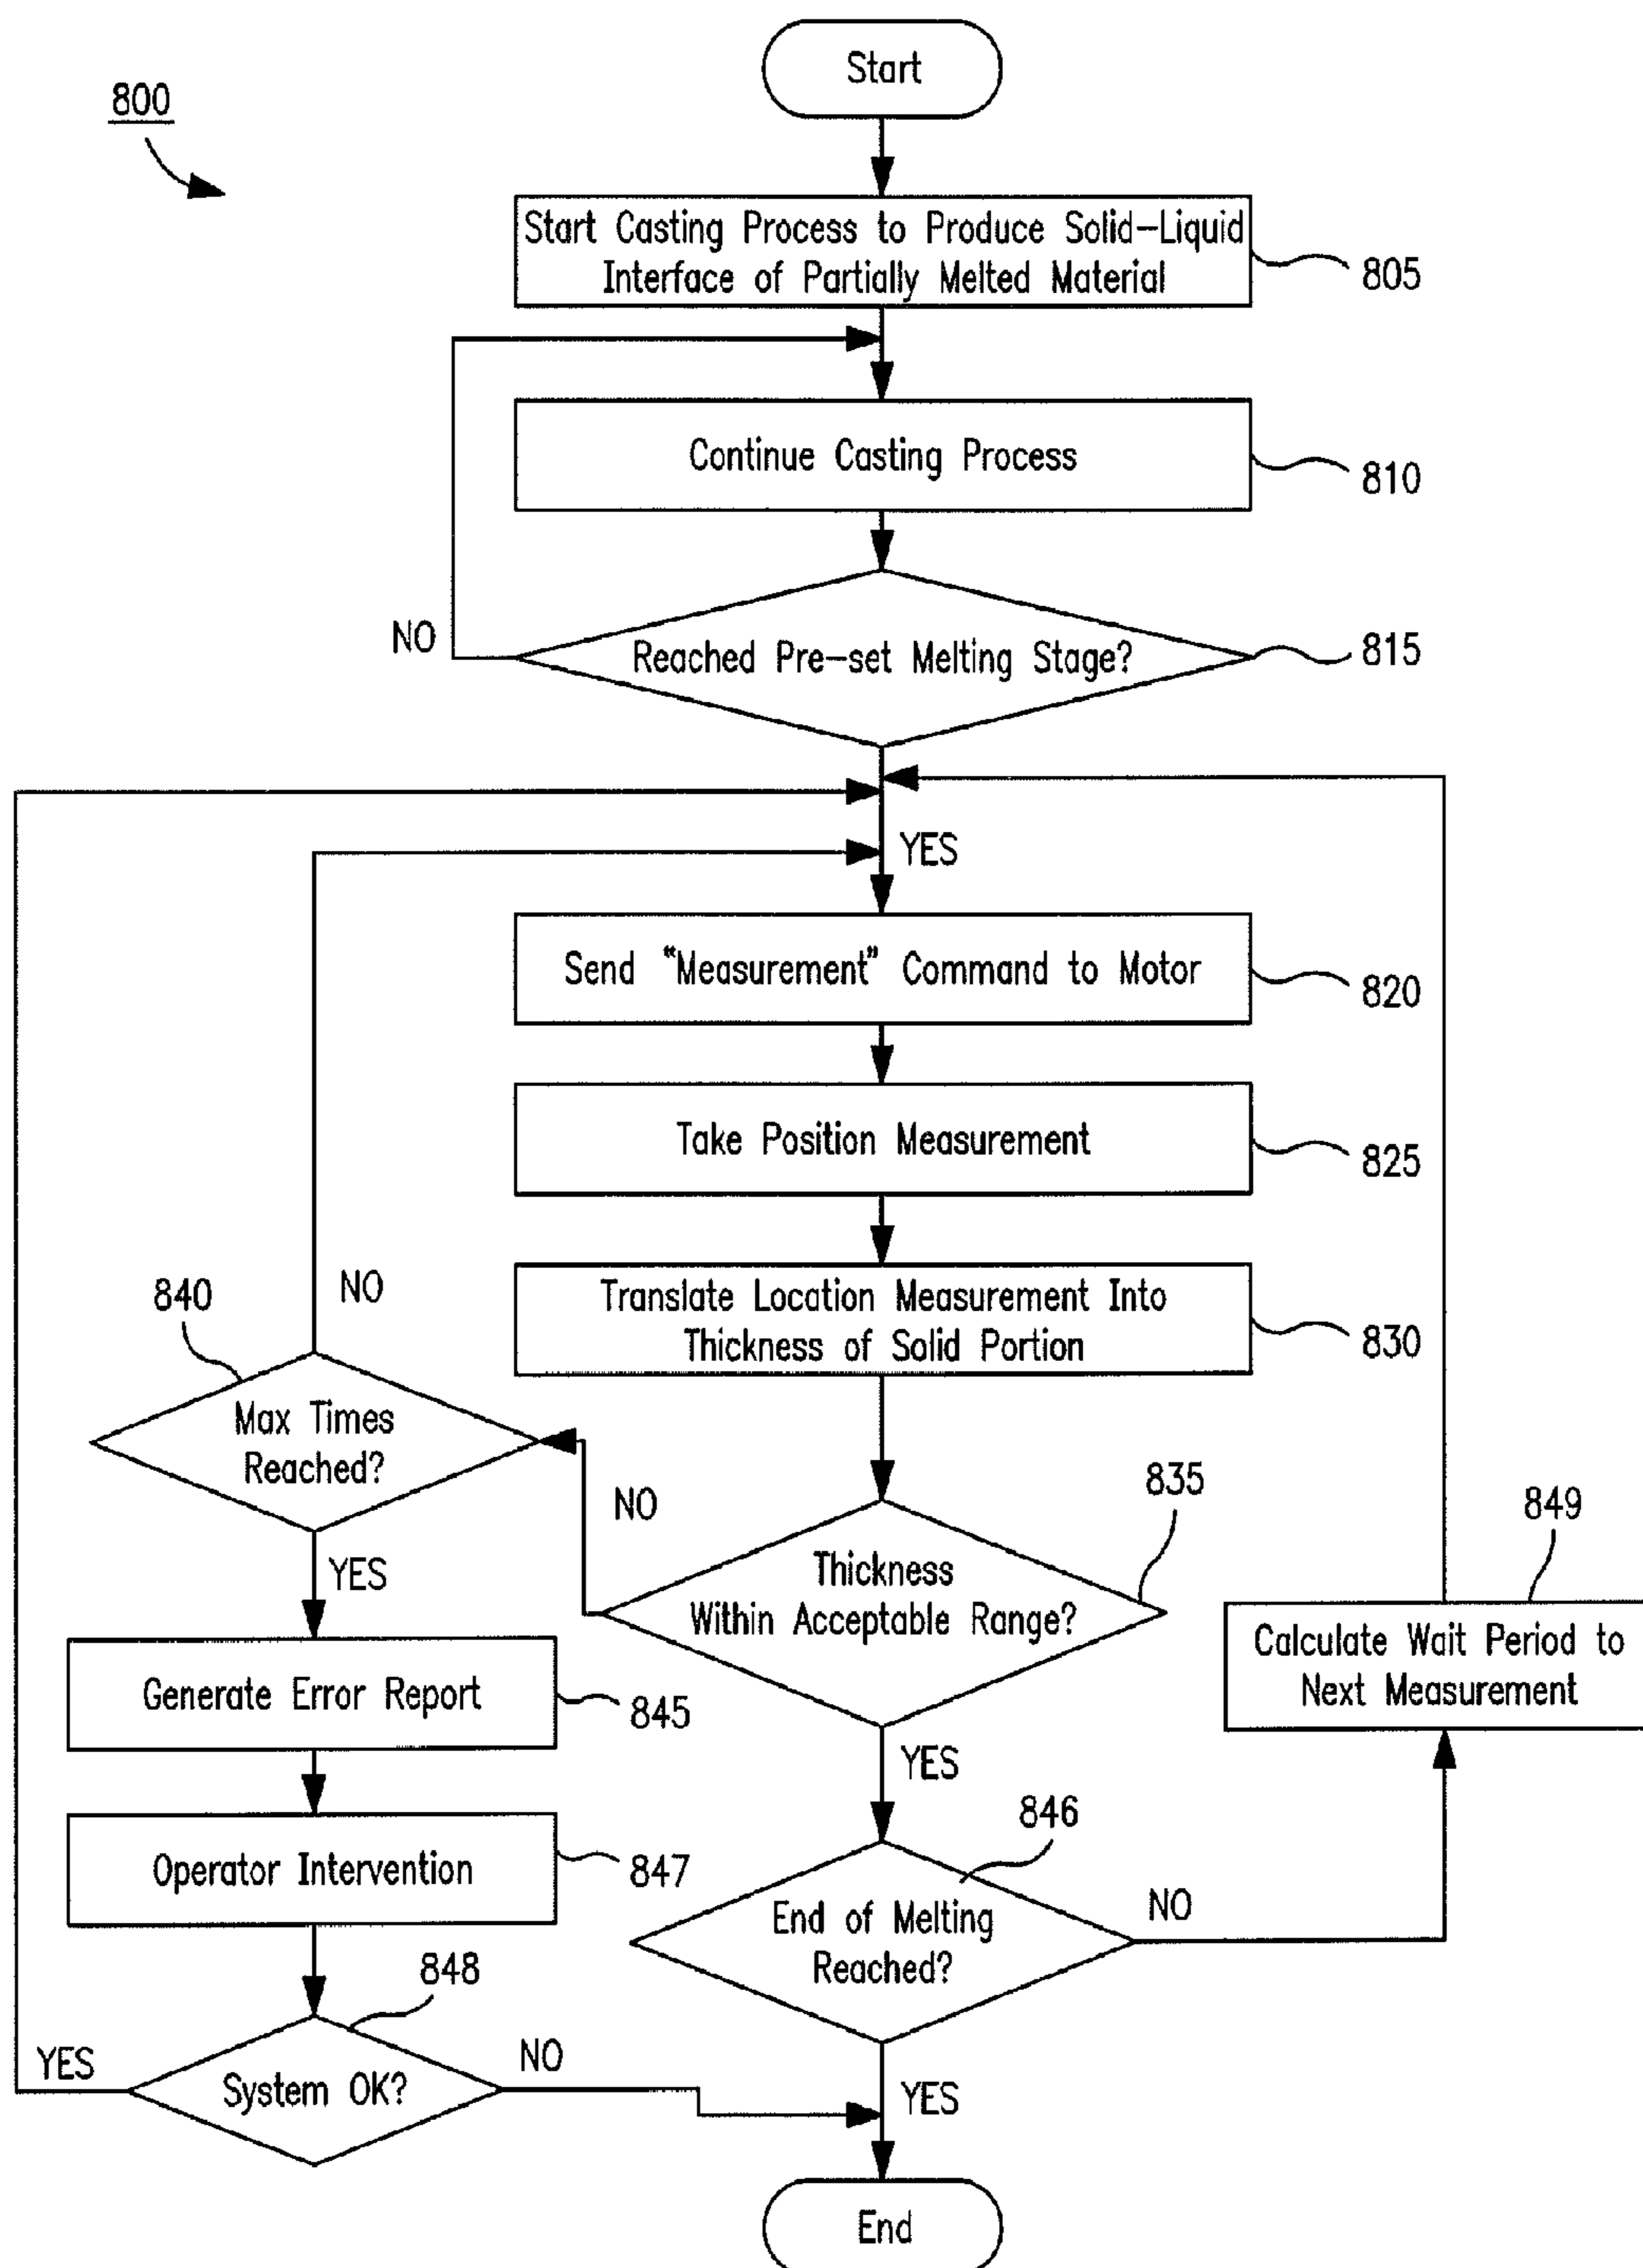 800
Start
Start Casting Process to Produce Solid-Liquid
Interface of Partially Melted Material
805
Continue Casting Process
810
Reached Pre-set Melting Stage?
815
NO
YES
Send "Measurement" Command to Motor
820
Take Position Measurement
825
Translate Location Measurement Into
Thickness of Solid Portion
830
NO
840
Max Times
Reached?
NO
835
Thickness
Within Acceptable Range?
849
Calculate Wait Period to
Next Measurement
YES
Generate Error Report
845
YES
Operator Intervention
847
846
End of Melting
Reached?
NO
848
System OK?
YES
NO
YES
End